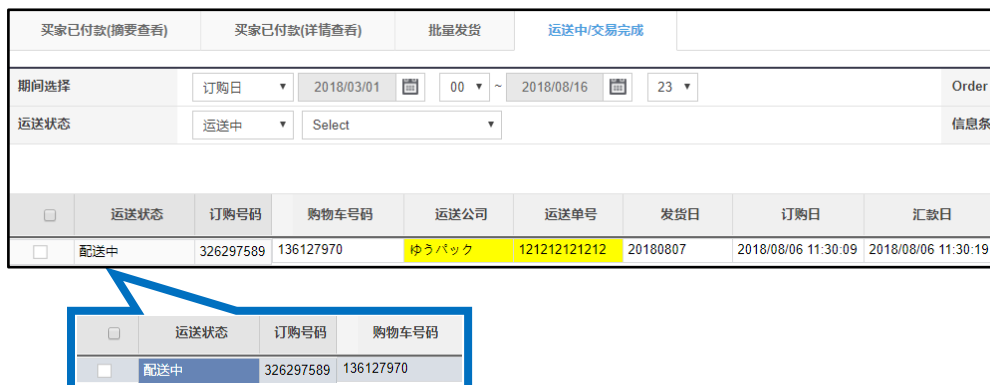 买家已付款(摘要查看) 买家已付款(详情查看) 批量发货 运送中/交易完成
期间选择 订购日 2018/03/01 00 ~ 2018/08/16 23 Order
运送状态 运送中 Select 信息条
运送状态 订购号码 购物车号码 运送公司 运送单号 发货日 订购日 汇款日
配送中 326297589 136127970 ゆうパック 121212121212 20180807 2018/08/06 11:30:09 2018/08/06 11:30:19
运送状态 订购号码 购物车号码
配送中 326297589 136127970